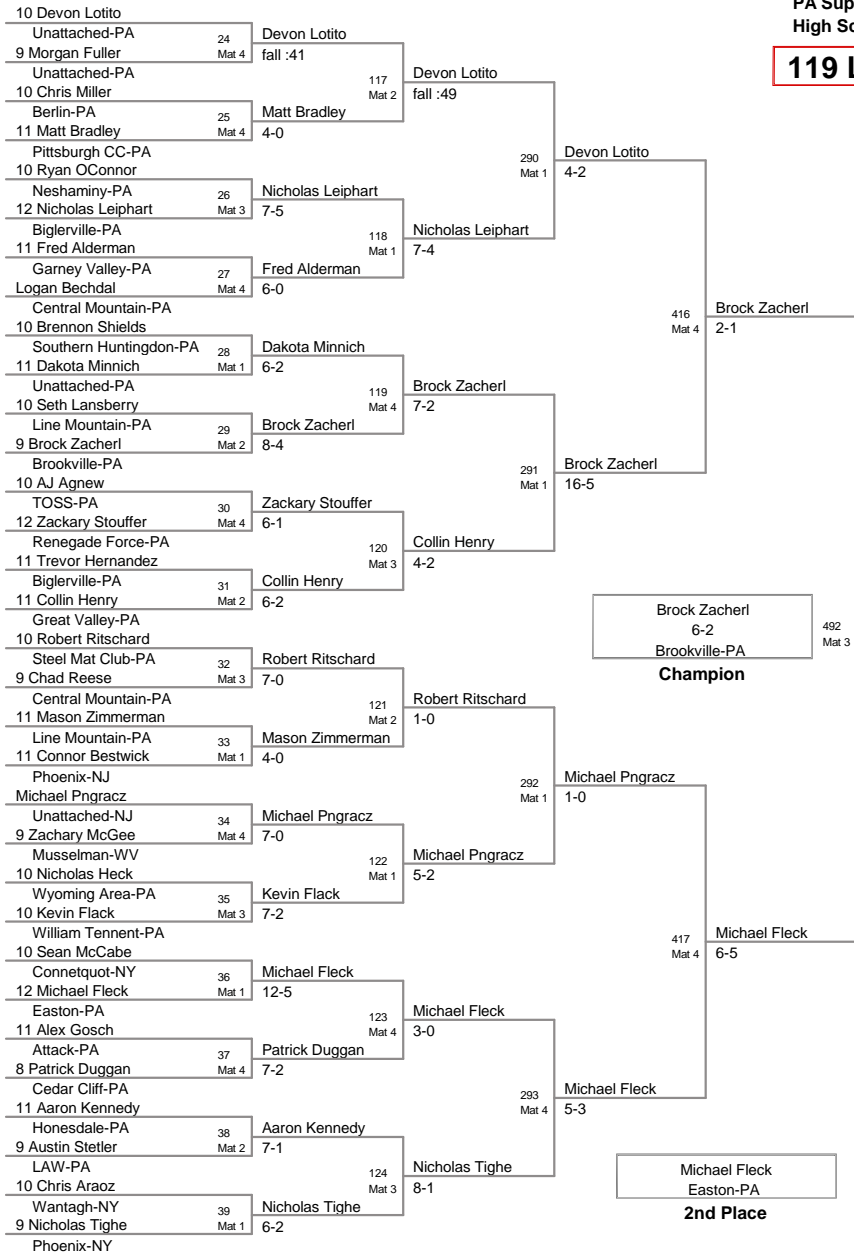 PA Sup
High Sc
119 L
10 Devon Lotito
Unattached-PA
9 Morgan Fuller
Unattached-PA
10 Chris Miller
Berlin-PA
11 Matt Bradley
Pittsburgh CC-PA
10 Ryan OConnor
Neshaminy-PA
12 Nicholas Leiphart
Biglerville-PA
11 Fred Alderman
Garney Valley-PA
Logan Bechdal
Central Mountain-PA
10 Brennon Shields
Southern Huntingdon-PA
11 Dakota Minnich
Unattached-PA
10 Seth Lansberry
Line Mountain-PA
9 Brock Zacherl
Brookville-PA
10 AJ Agnew
TOSS-PA
12 Zackary Stouffer
Renegade Force-PA
11 Trevor Hernandez
Biglerville-PA
11 Collin Henry
Great Valley-PA
10 Robert Ritschard
Steel Mat Club-PA
9 Chad Reese
Central Mountain-PA
11 Mason Zimmerman
Line Mountain-PA
11 Connor Bestwick
Phoenix-NJ
Michael Pngracz
Unattached-NJ
9 Zachary McGee
Musselman-WV
10 Nicholas Heck
Wyoming Area-PA
10 Kevin Flack
William Tennent-PA
10 Sean McCabe
Connetquot-NY
12 Michael Fleck
Easton-PA
11 Alex Gosch
Attack-PA
8 Patrick Duggan
Cedar Cliff-PA
11 Aaron Kennedy
Honesdale-PA
9 Austin Stetler
LAW-PA
10 Chris Araoz
Wantagh-NY
9 Nicholas Tighe
Phoenix-NY
24
Mat 4
Devon Lotito
fall :41
25
Mat 4
Matt Bradley
4-0
26
Mat 3
Nicholas Leiphart
7-5
27
Mat 4
Fred Alderman
6-0
28
Mat 1
Dakota Minnich
6-2
29
Mat 2
Brock Zacherl
8-4
30
Mat 4
Zackary Stouffer
6-1
31
Mat 2
Collin Henry
6-2
32
Mat 3
Robert Ritschard
7-0
33
Mat 1
Mason Zimmerman
4-0
34
Mat 4
Michael Pngracz
7-0
35
Mat 3
Kevin Flack
7-2
36
Mat 1
Michael Fleck
12-5
37
Mat 4
Patrick Duggan
7-2
38
Mat 2
Aaron Kennedy
7-1
39
Mat 1
Nicholas Tighe
6-2
117
Mat 2
Devon Lotito
fall :49
118
Mat 1
Nicholas Leiphart
7-4
119
Mat 4
Brock Zacherl
7-2
120
Mat 3
Collin Henry
4-2
121
Mat 2
Robert Ritschard
1-0
122
Mat 1
Michael Pngracz
5-2
123
Mat 4
Michael Fleck
3-0
124
Mat 3
Nicholas Tighe
8-1
290
Mat 1
Devon Lotito
4-2
291
Mat 1
Brock Zacherl
16-5
292
Mat 1
Michael Pngracz
1-0
293
Mat 4
Michael Fleck
5-3
416
Mat 4
Brock Zacherl
2-1
417
Mat 4
Michael Fleck
6-5
Brock Zacherl
6-2
Brookville-PA
Champion
492
Mat 3
Michael Fleck
Easton-PA
2nd Place